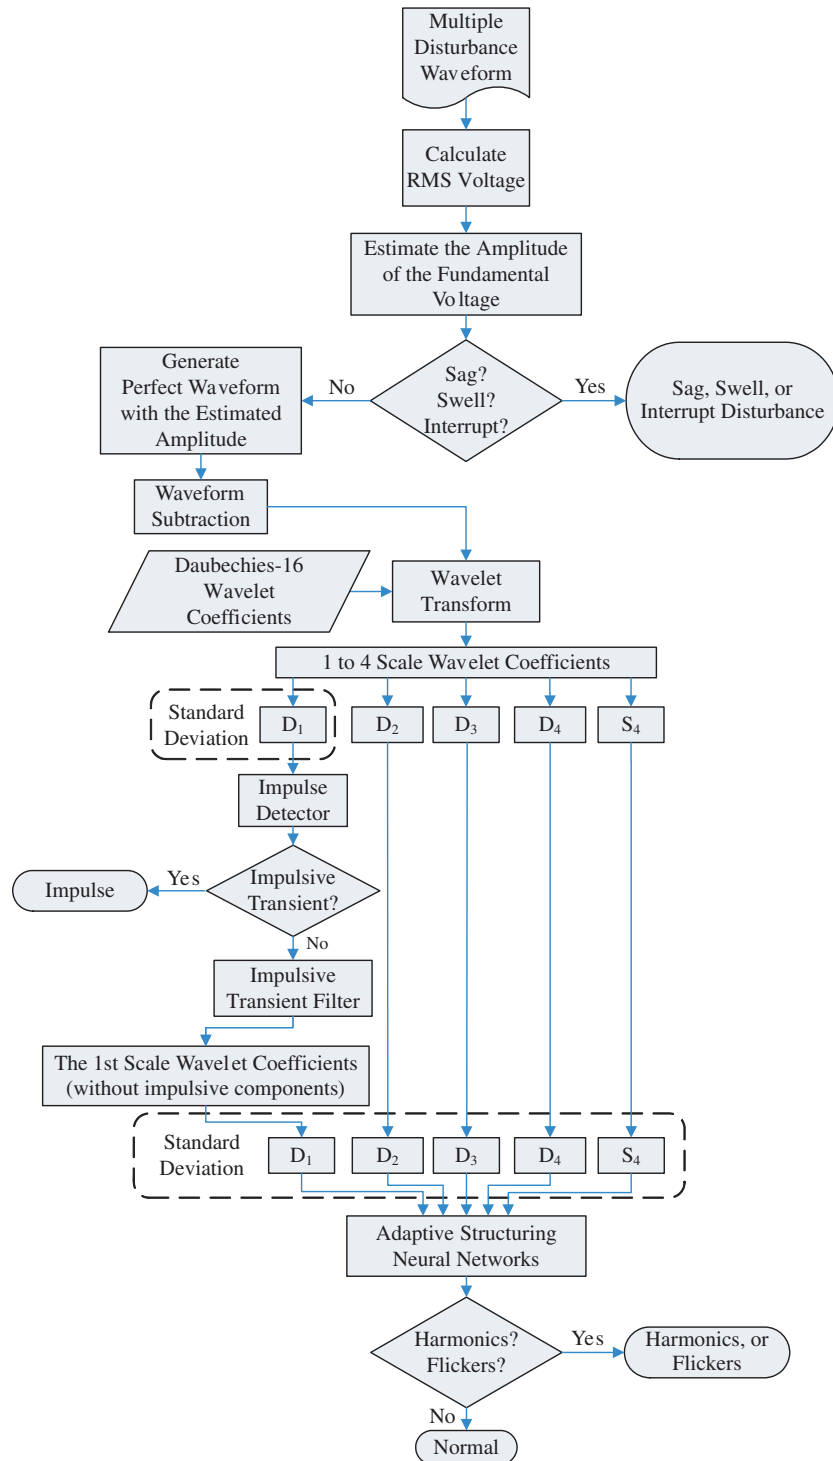 Multiple
Disturbance
Waveform
Calculate
RMS Voltage
Estimate the Amplitude
of the Fundamental
Voltage
Generate
Perfect Waveform
with the Estimated
Amplitude
No
Sag?
Swell?
Interrupt?
Yes
Sag, Swell, or
Interrupt Disturbance
Waveform
Subtraction
Daubechies-16
Wavelet
Coefficients
Wavelet
Transform
1 to 4 Scale Wavelet Coefficients
Standard
Deviation
D₁
D₂
D₃
D₄
S₄
Impulse
Detector
Impulse
Yes
Impulsive
Transient?
No
Impulsive
Transient Filter
The 1st Scale Wavelet Coefficients
(without impulsive components)
Standard
Deviation
D₁
D₂
D₃
D₄
S₄
Adaptive Structuring
Neural Networks
Harmonics?
Flickers?
Yes
Harmonics, or
Flickers
No
Normal